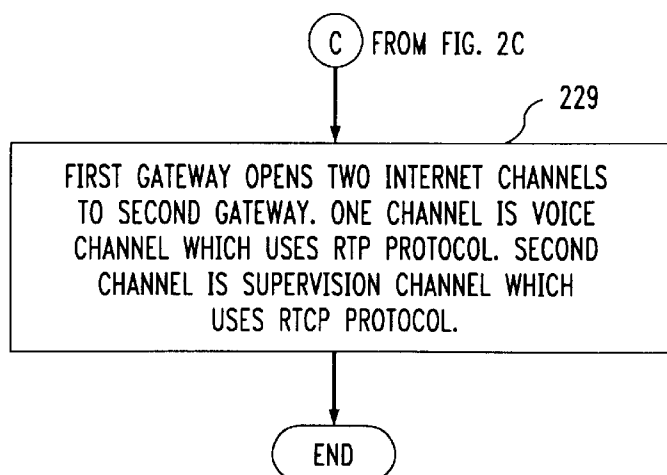 C FROM FIG. 2C
229
FIRST GATEWAY OPENS TWO INTERNET CHANNELS
TO SECOND GATEWAY. ONE CHANNEL IS VOICE
CHANNEL WHICH USES RTP PROTOCOL. SECOND
CHANNEL IS SUPERVISION CHANNEL WHICH
USES RTCP PROTOCOL.
END